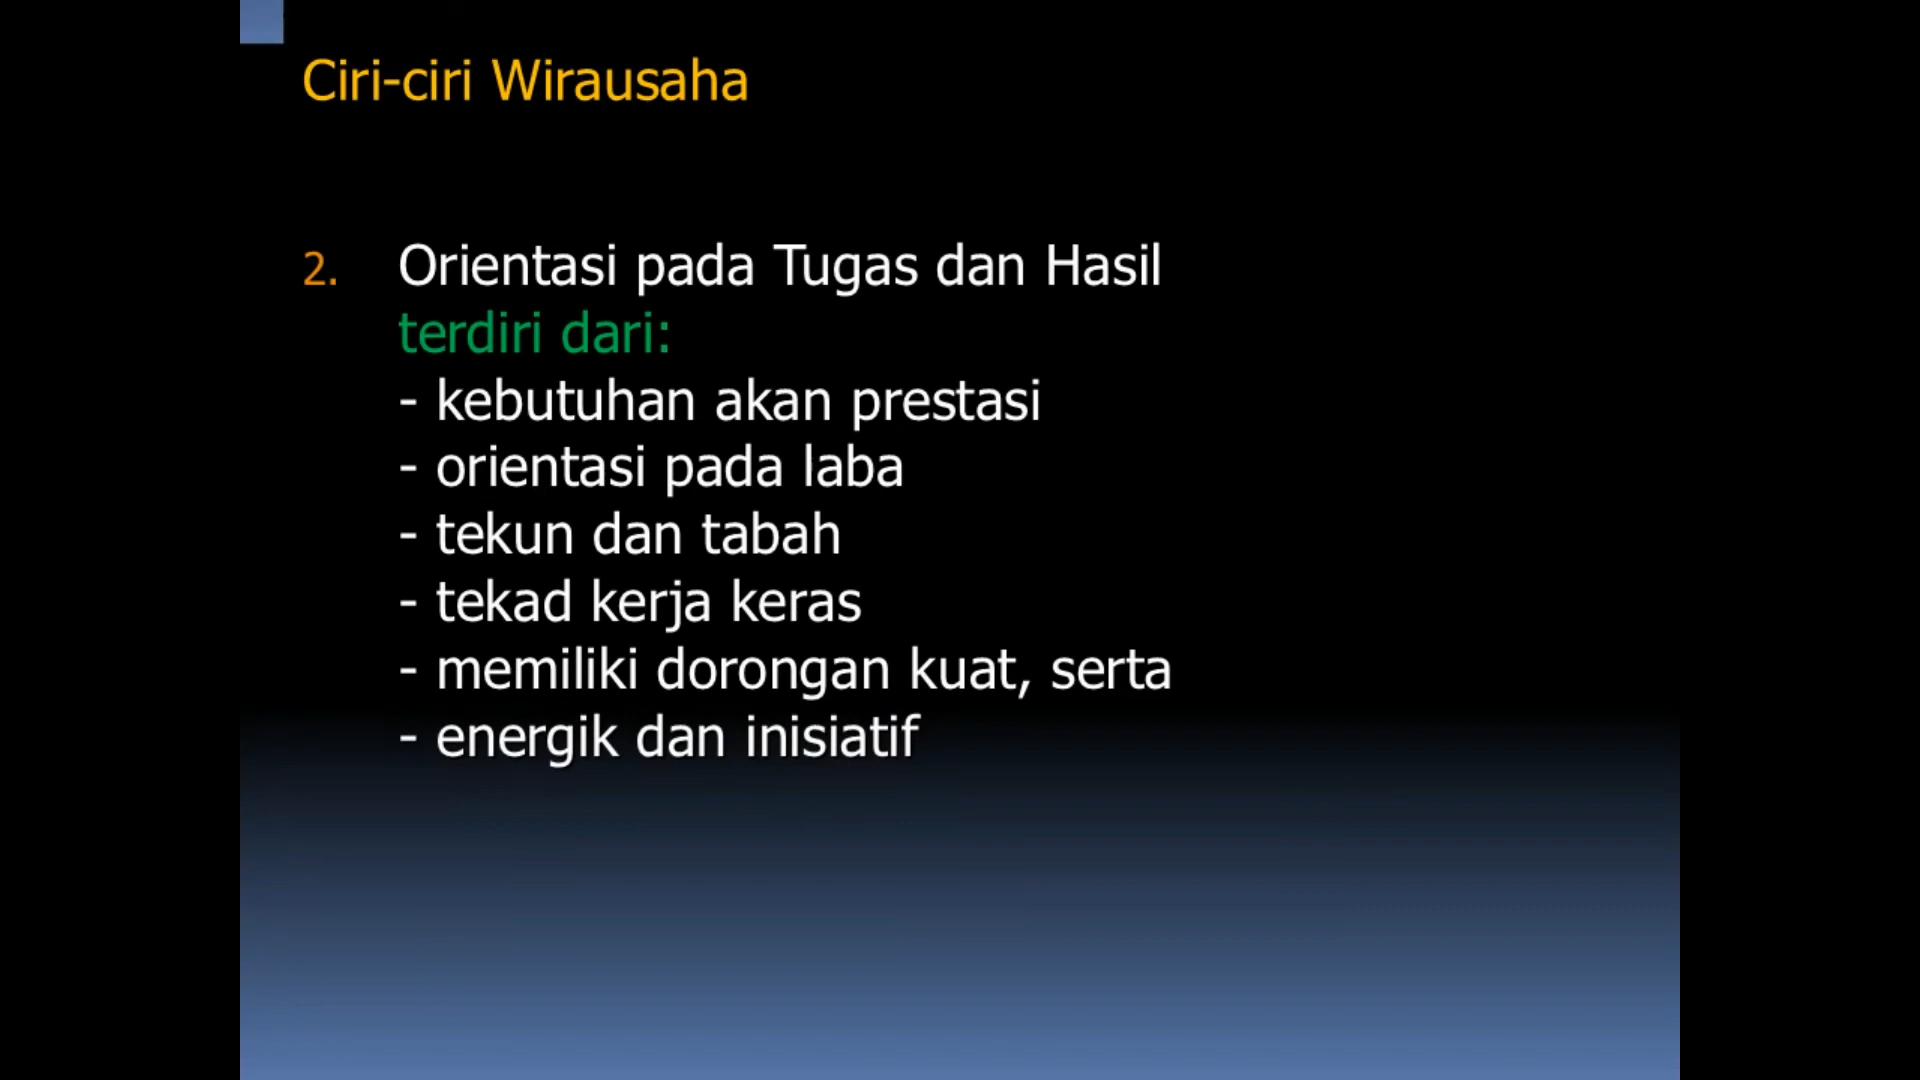 Ciri-ciri Wirausaha
2. Orientasi pada Tugas dan Hasil
terdiri dari:
- kebutuhan akan prestasi
- orientasi pada laba
- tekun dan tabah
- tekad kerja keras
- memiliki dorongan kuat, serta
- energik dan inisiatif